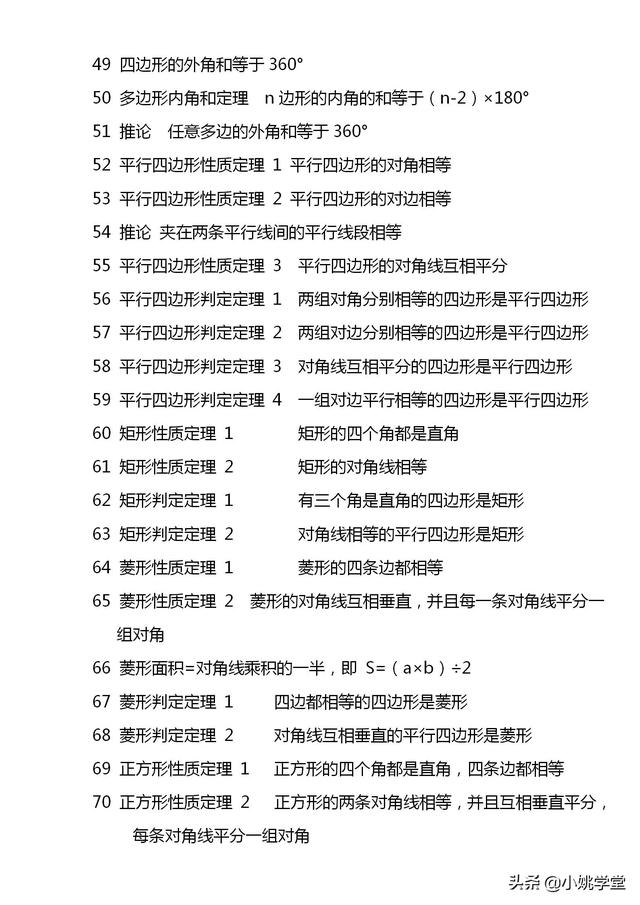 49 四边形的外角和等于 360°
50 多边形内角和定理 n 边形的内角的和等于（n-2）×180°
51 推论 任意多边的外角和等于 360°
52 平行四边形性质定理 1 平行四边形的对角相等
53 平行四边形性质定理 2 平行四边形的对边相等
54 推论 夹在两条平行线间的平行线段相等
55 平行四边形性质定理 3 平行四边形的对角线互相平分
56 平行四边形判定定理 1 两组对角分别相等的四边形是平行四边形
57 平行四边形判定定理 2 两组对边分别相等的四边形是平行四边形
58 平行四边形判定定理 3 对角线互相平分的四边形是平行四边形
59 平行四边形判定定理 4 一组对边平行相等的四边形是平行四边形
60 矩形性质定理 1 矩形的四个角都是直角
61 矩形性质定理 2 矩形的对角线相等
62 矩形判定定理 1 有三个角是直角的四边形是矩形
63 矩形判定定理 2 对角线相等的平行四边形是矩形
64 菱形性质定理 1 菱形的四条边都相等
65 菱形性质定理 2 菱形的对角线互相垂直，并且每一条对角线平分一
组对角
66 菱形面积=对角线乘积的一半，即 S=（a×b）÷2
67 菱形判定定理 1 四边都相等的四边形是菱形
68 菱形判定定理 2 对角线互相垂直的平行四边形是菱形
69 正方形性质定理 1 正方形的四个角都是直角，四条边都相等
70 正方形性质定理 2 正方形的两条对角线相等，并且互相垂直平分，
每条对角线平分一组对角
头条 @小姚学堂